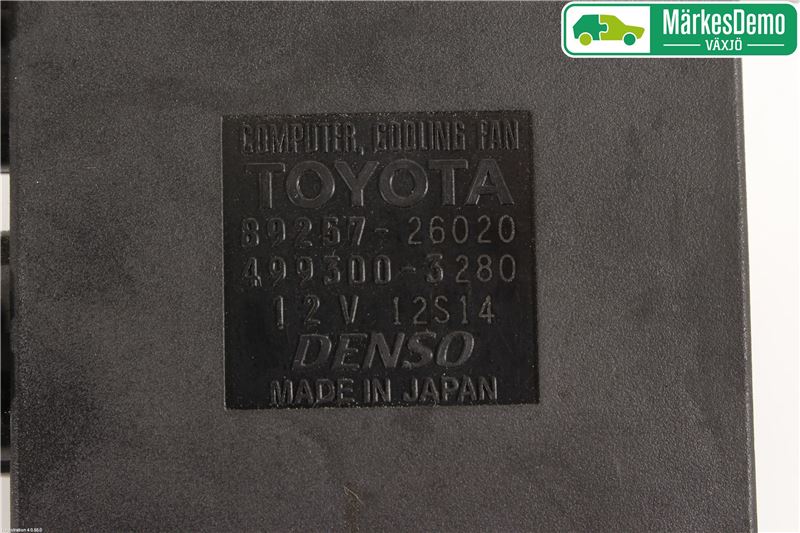 MärkesDemo
VÄXJÖ
COMPUTER, COOLING FAN
TOYOTA
89257-26020
499300-3280
12V 12S14
DENSO
MADE IN JAPAN